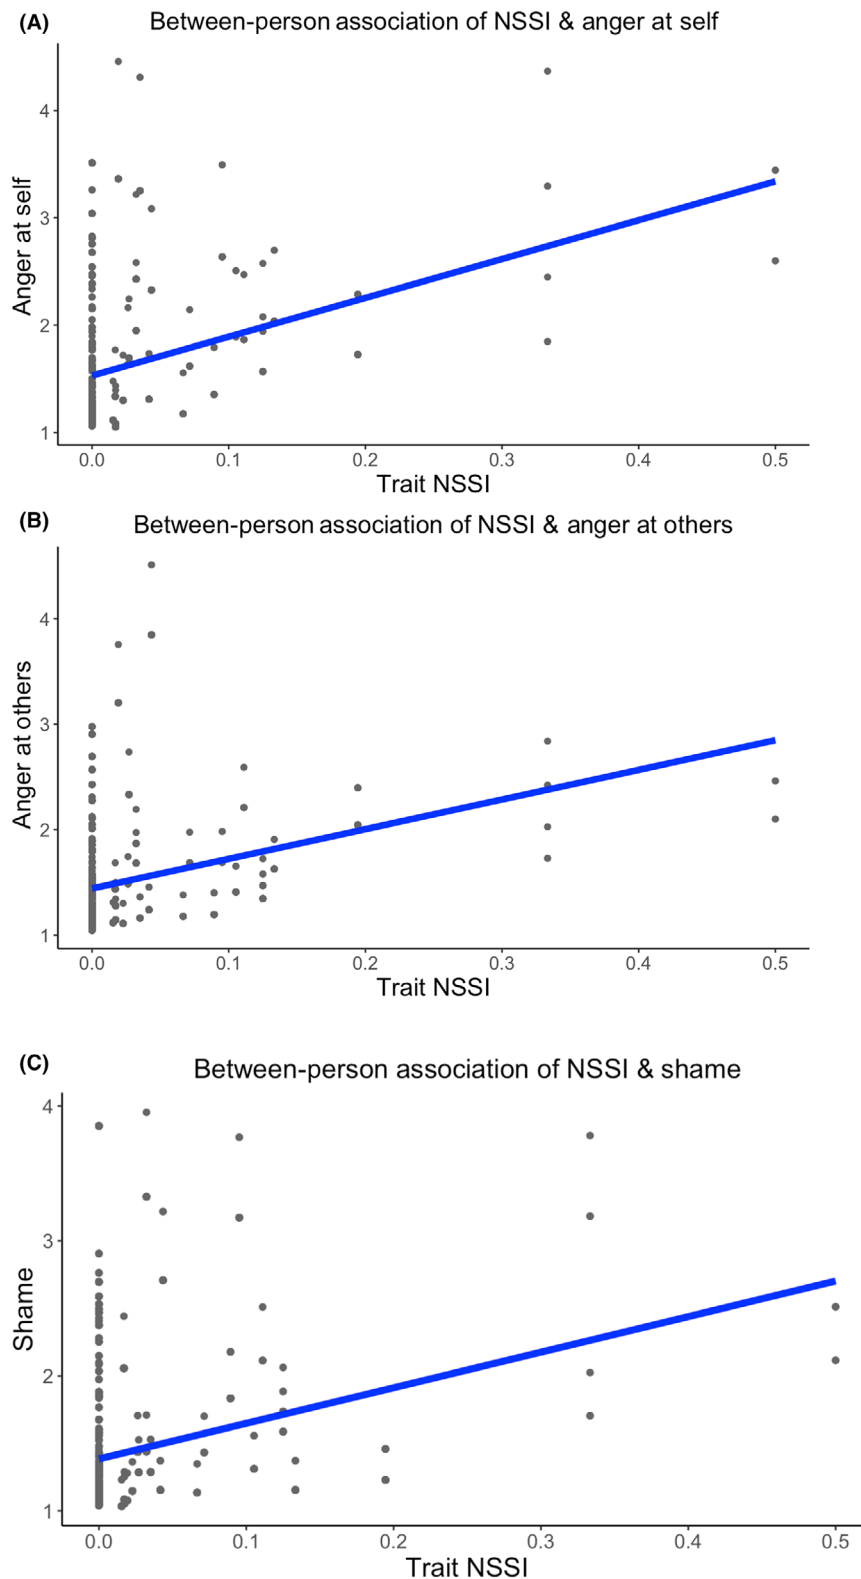 (A)
Between-person association of NSSI & anger at self
Anger at self
4
3
2
1
0.0 0.1 0.2 0.3 0.4 0.5
Trait NSSI
(B)
Between-person association of NSSI & anger at others
Anger at others
4
3
2
1
0.0 0.1 0.2 0.3 0.4 0.5
Trait NSSI
(C)
Between-person association of NSSI & shame
Shame
4
3
2
1
0.0 0.1 0.2 0.3 0.4 0.5
Trait NSSI